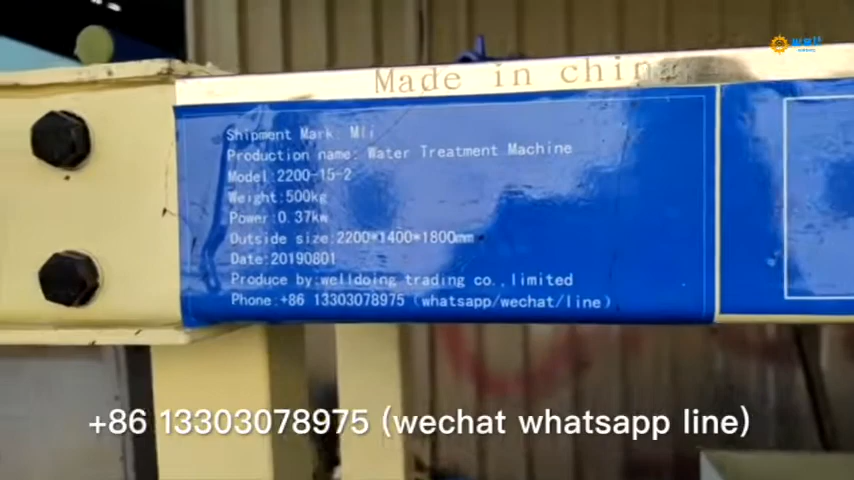 Made in china
Shipment Mark: Mli
Production name: Water Treatment Machine
Model:2200-15-2
Weight:500kg
Power:0.37kw
Outside size:2200*1400*1800mm
Date:20190801
Produce by:welldoing trading co.,limited
Phone:+86 13303078975 (whatsapp/wechat/line)
+86 13303078975 (wechat whatsapp line)